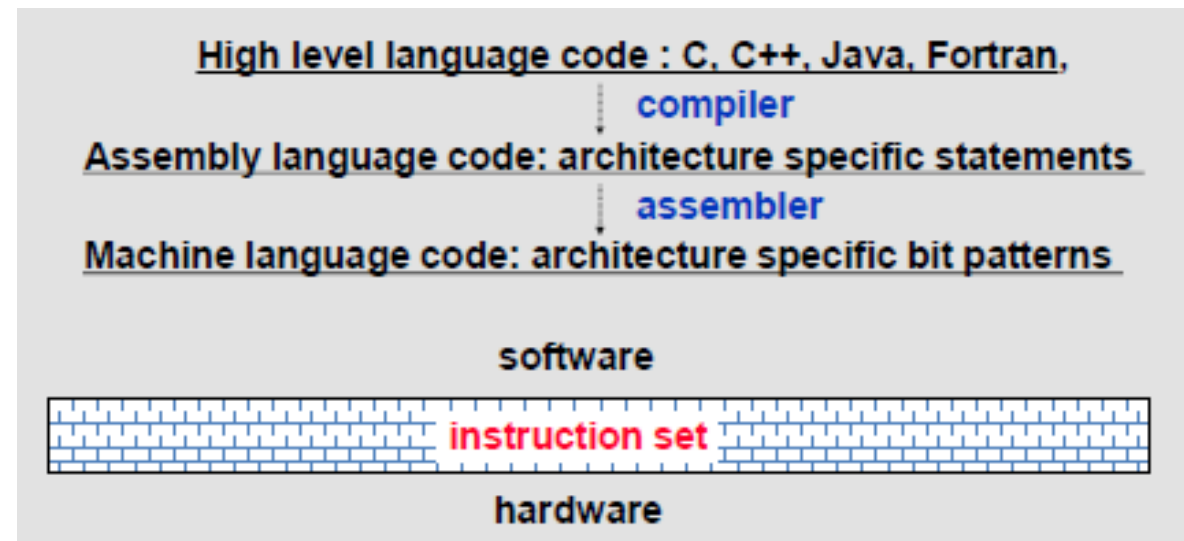 High level language code : C, C++, Java, Fortran,
compiler
Assembly language code: architecture specific statements
assembler
Machine language code: architecture specific bit patterns
software
instruction set
hardware